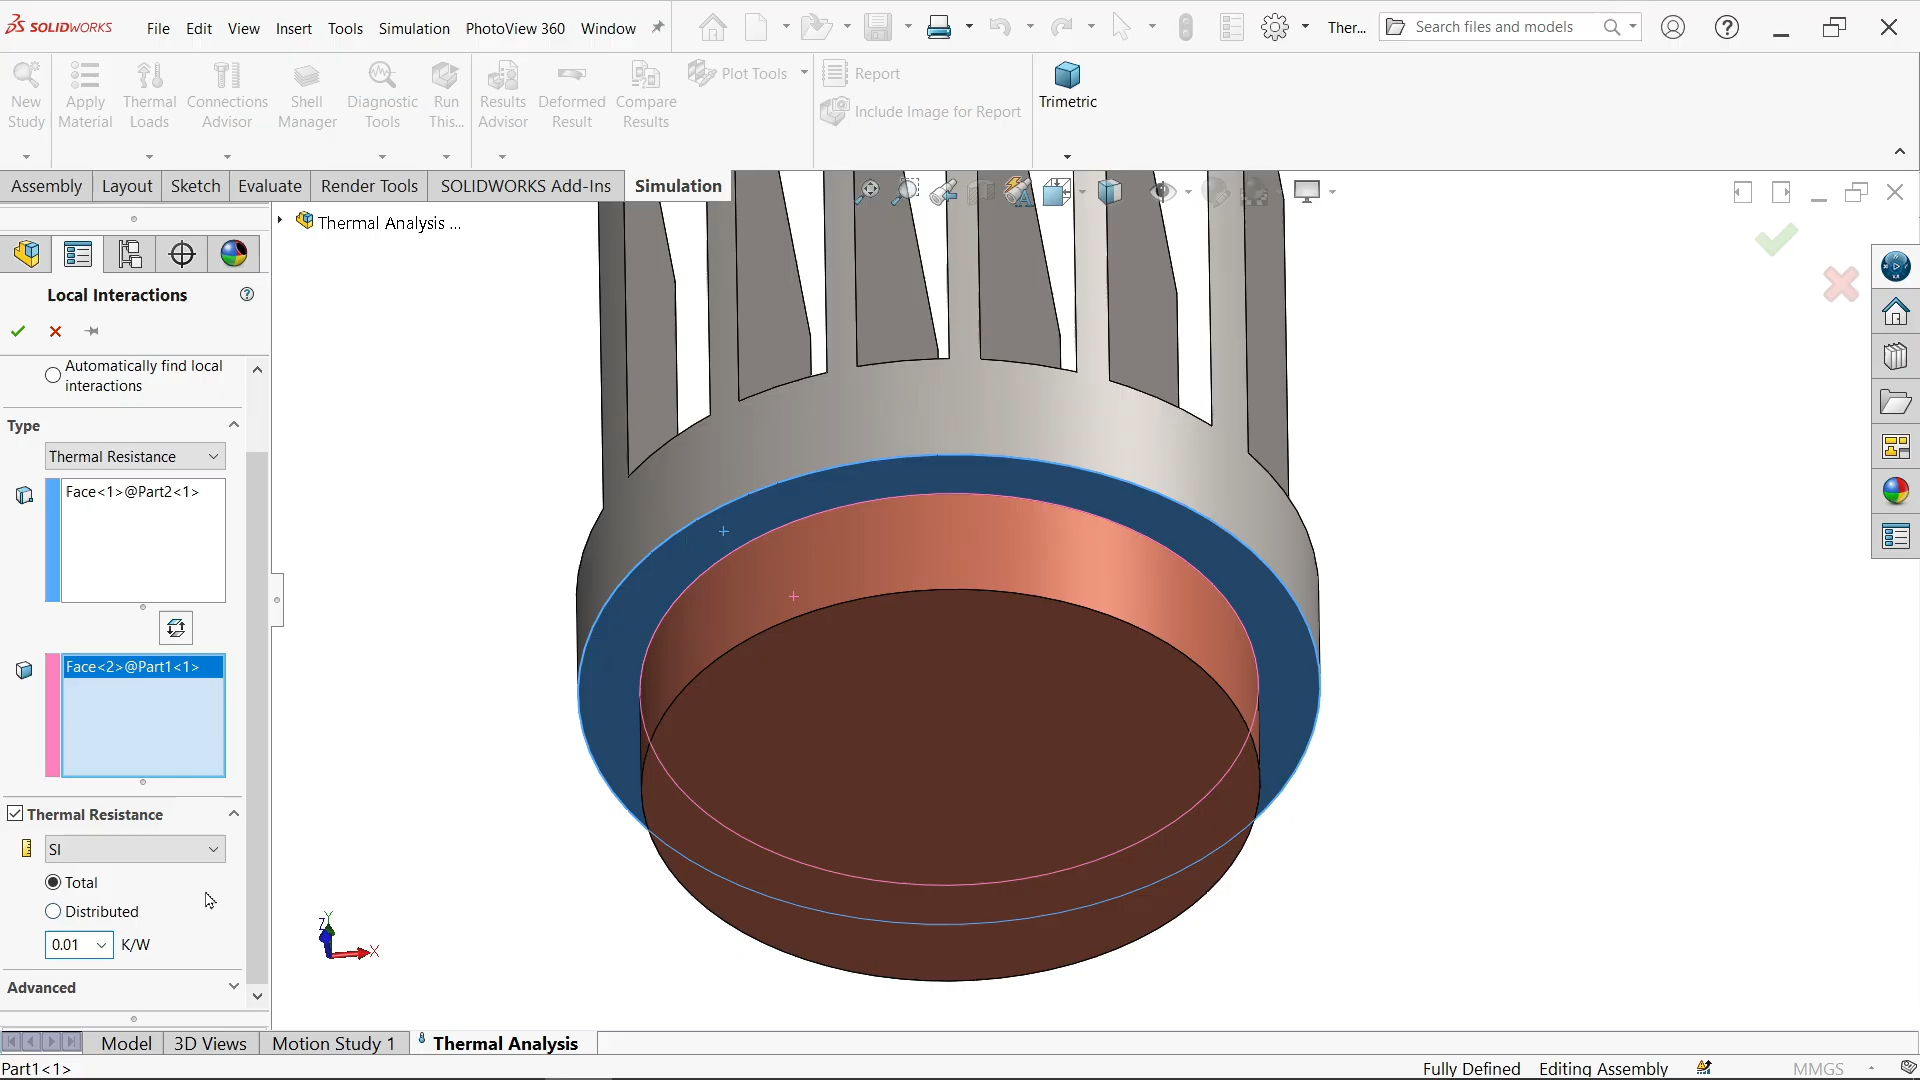 SOLIDWORKS File Edit View Insert Tools Simulation PhotoView 360 Window Ther... Search files and models
New Study
Apply Material
Thermal Loads
Connections Advisor
Shell Manager
Diagnostic Tools
Run This...
Results Advisor
Deformed Result
Compare Results
Plot Tools
Report
Include Image for Report
Trimetric
Assembly Layout Sketch Evaluate Render Tools SOLIDWORKS Add-Ins Simulation
Thermal Analysis ...
Local Interactions
Automatically find local
interactions
Type
Thermal Resistance
Face<1>@Part2<1>
Face<2>@Part1<1>
Thermal Resistance
SI
Total
Distributed
0.01 K/W
Advanced
Z Y X
Model 3D Views Motion Study 1 Thermal Analysis
Part1<1> Fully Defined Editing Assembly MMGS